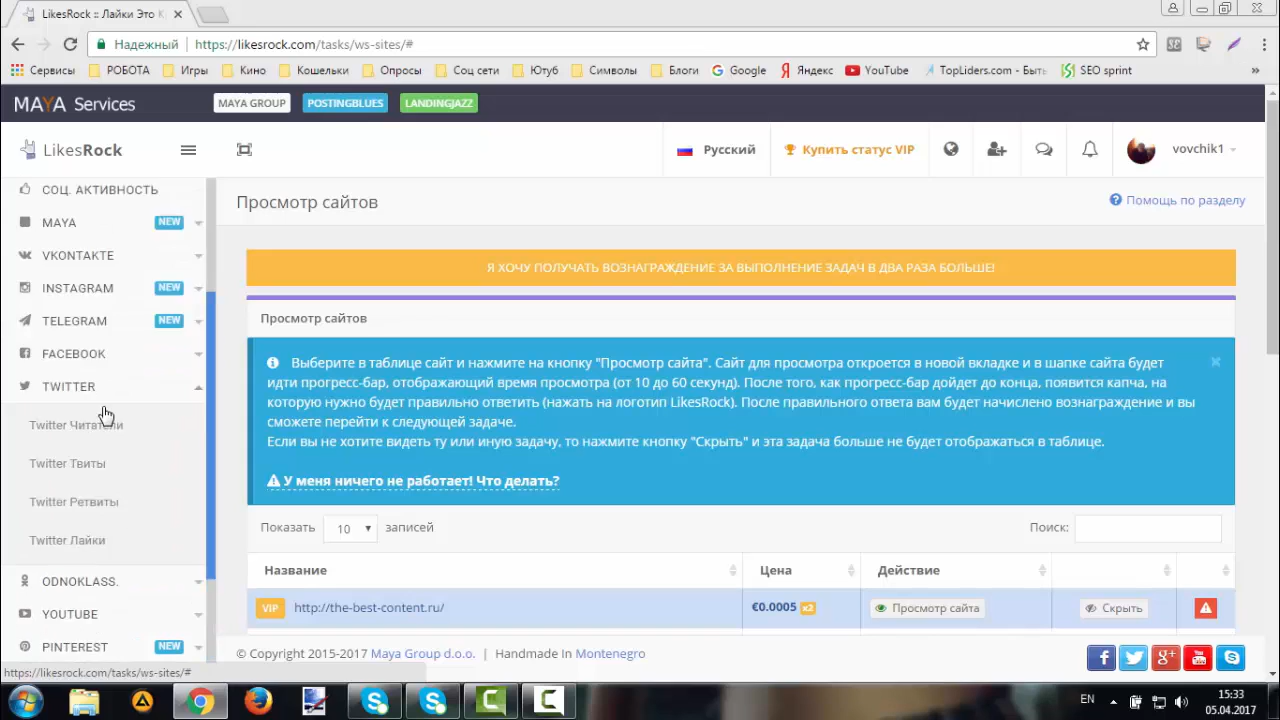 LikesRock :: Лайки Это К
Надежный
https://likesrock.com/tasks/ws-sites/#
Сервисы РОБОТА Игры Кино Кошельки Опросы Соц сети Ютуб Символы Блоги Google Яндекс YouTube TopLiders.com - Быть SEO sprint
MAYA Services
MAYA GROUP POSTINGBLUES LANDINGJAZZ
LikesRock
Русский
Купить статус VIP
vovchik1
СОЦ. АКТИВНОСТЬ
MAYA NEW
VKONTAKTE
INSTAGRAM NEW
TELEGRAM NEW
FACEBOOK
TWITTER
Twitter Читатели
Twitter Твиты
Twitter Ретвиты
Twitter Лайки
ODNOKLASS.
YOUTUBE
PINTEREST NEW
Просмотр сайтов
Помощь по разделу
Я ХОЧУ ПОЛУЧАТЬ ВОЗНАГРАЖДЕНИЕ ЗА ВЫПОЛНЕНИЕ ЗАДАЧ В ДВА РАЗА БОЛЬШЕ!
Просмотр сайтов
Выберите в таблице сайт и нажмите на кнопку "Просмотр сайта". Сайт для просмотра откроется в новой вкладке и в шапке сайта будет
идти прогресс-бар, отображающий время просмотра (от 10 до 60 секунд). После того, как прогресс-бар дойдет до конца, появится капча, на
которую нужно будет правильно ответить (нажать на логотип LikesRock). После правильного ответа вам будет начислено вознаграждение и вы
сможете перейти к следующей задаче.
Если вы не хотите видеть ту или иную задачу, то нажмите кнопку "Скрыть" и эта задача больше не будет отображаться в таблице.
У меня ничего не работает! Что делать?
Показать 10 записей
Поиск:
Название Цена Действие
VIP http://the-best-content.ru/ €0.0005 x2 Просмотр сайта Скрыть
© Copyright 2015-2017 Maya Group d.o.o. | Handmade In Montenegro
https://likesrock.com/tasks/ws-sites/#
EN
15:33
05.04.2017